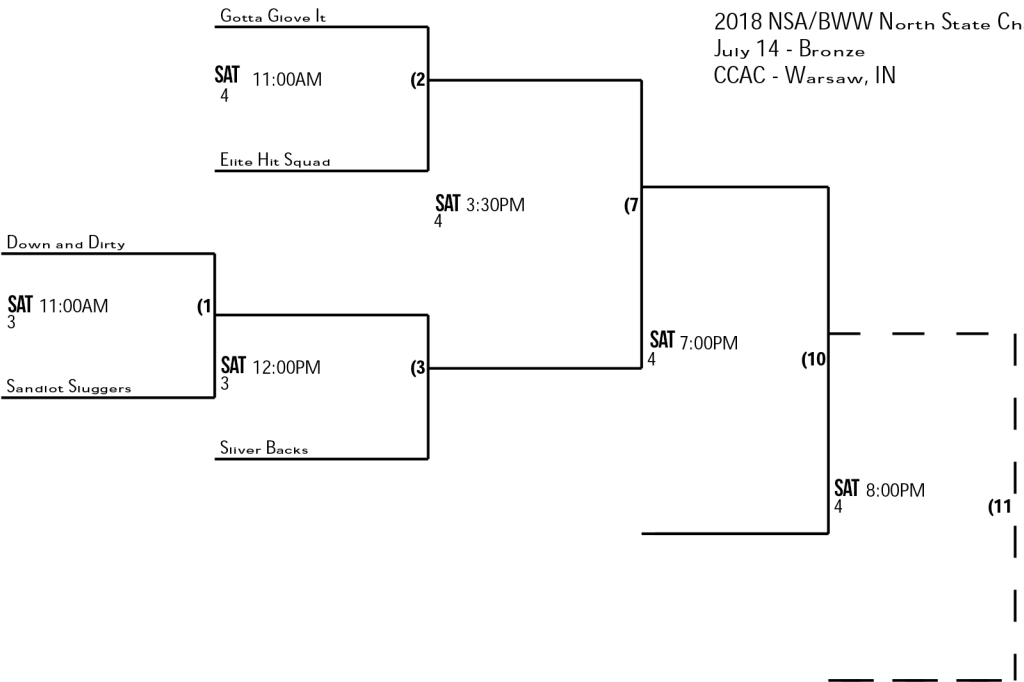 Gotta Glove It
2018 NSA/BWW North State Ch
July 14 - Bronze
CCAC - Warsaw, IN
SAT 11:00AM (2
4
Elite Hit Squad
SAT 3:30PM (7
4
Down and Dirty
SAT 11:00AM (1
3
SAT 7:00PM (10
4
SAT 12:00PM (3
3
Sandlot Sluggers
Sliver Backs
SAT 8:00PM (11
4